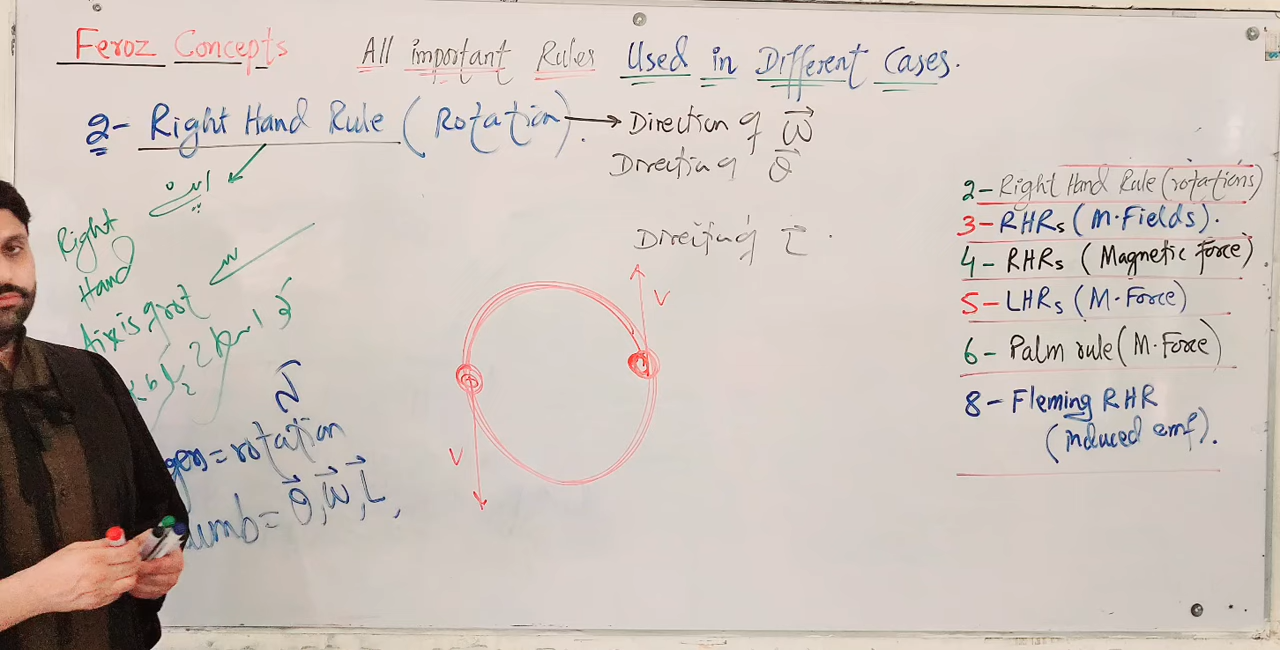 Feroz Concepts All important Rules Used in Different Cases.
2- Right Hand Rule (Rotation). → Direction of ω
Direction of θ
Direction of L.
Right
Hand
gers = rotation
umb = θ, ω, L,
V
V
2- Right Hand Rule (rotations)
3- RHRs (M. Fields).
4- RHRs (Magnetic force)
5- LHRs (M. Force)
6- Palm rule (M. Force)
8- Fleming RHR
(induced emf).